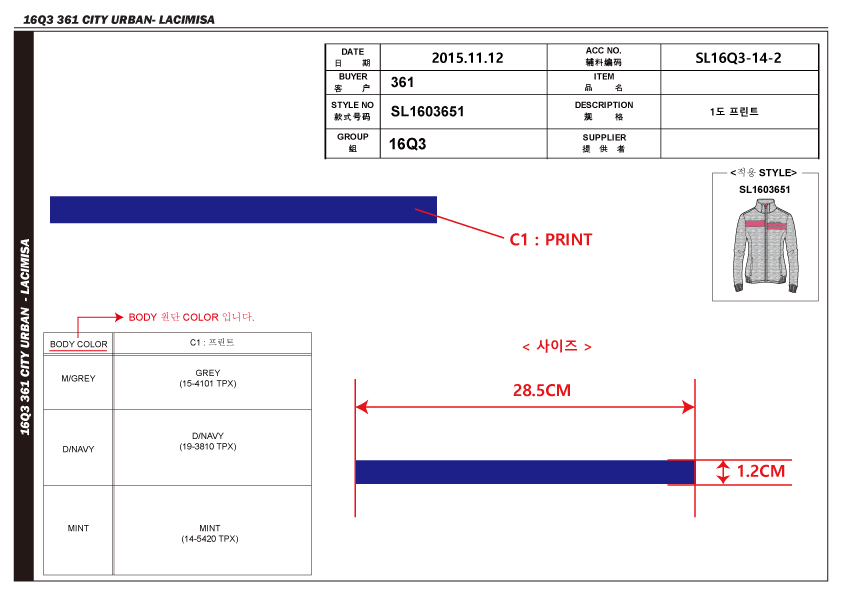 16Q3 361 CITY URBAN- LACIMISA
DATE
日 期
2015.11.12
ACC NO.
辅料编码
SL16Q3-14-2
BUYER
客 户
361
ITEM
品 名
STYLE NO
款式号码
SL1603651
DESCRIPTION
规 格
1도 프린트
GROUP
组
16Q3
SUPPLIER
提 供 者
<적용 STYLE>
SL1603651
C1 : PRINT
16Q3 361 CITY URBAN - LACIMISA
BODY 원단 COLOR 입니다.
BODY COLOR
C1 : 프린트
M/GREY
GREY
(15-4101 TPX)
D/NAVY
D/NAVY
(19-3810 TPX)
MINT
MINT
(14-5420 TPX)
< 사이즈 >
28.5CM
1.2CM